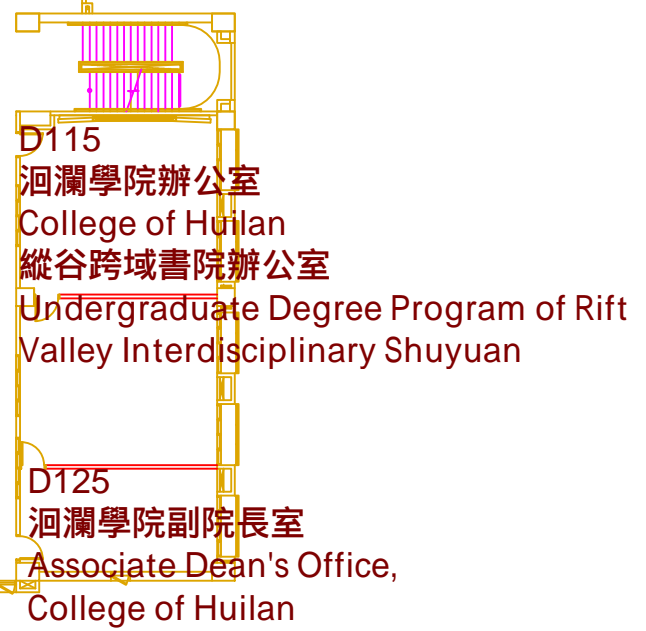 D115
洄瀾學院辦公室
College of Huilan
縱谷跨域書院辦公室
Undergraduate Degree Program of Rift
Valley Interdisciplinary Shuyuan
D125
洄瀾學院副院長室
Associate Dean's Office,
College of Huilan